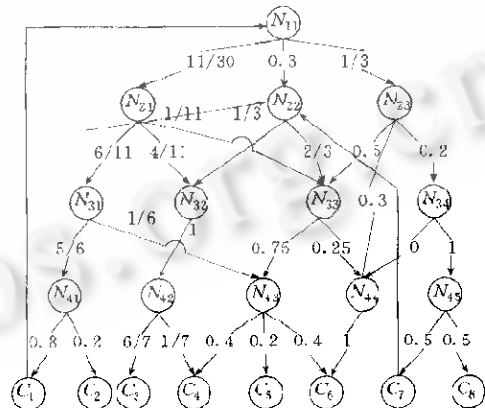 N11
11/30 0.3 1/3
N21 N22 N23
1/11 1/3
6/11 4/11 2/3 0.5 0.2
N31 N32 N33 N34
1/6 1 0.3
5/6 0.75 0.25 0 1
N41 N42 N43 N44 N45
0.8 0.2 6/7 1/7 0.4 0.2 0.4 1 0.5 0.5
C1 C2 C3 C4 C5 C6 C7 C8